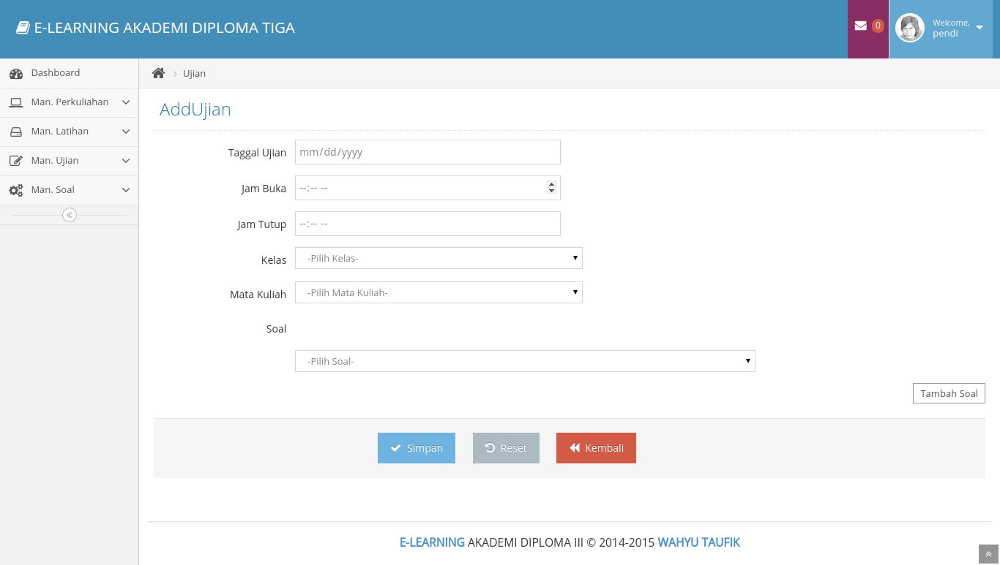 E-LEARNING AKADEMI DIPLOMA TIGA
0
Welcome,
pendi
Dashboard
Man. Perkuliahan
Man. Latihan
Man. Ujian
Man. Soal
Ujian
AddUjian
Taggal Ujian
mm/dd/yyyy
Jam Buka
--:-- --
Jam Tutup
--:-- --
Kelas
-Pilih Kelas-
Mata Kuliah
-Pilih Mata Kuliah-
Soal
-Pilih Soal-
Tambah Soal
Simpan
Reset
Kembali
E-LEARNING AKADEMI DIPLOMA III © 2014-2015 WAHYU TAUFIK